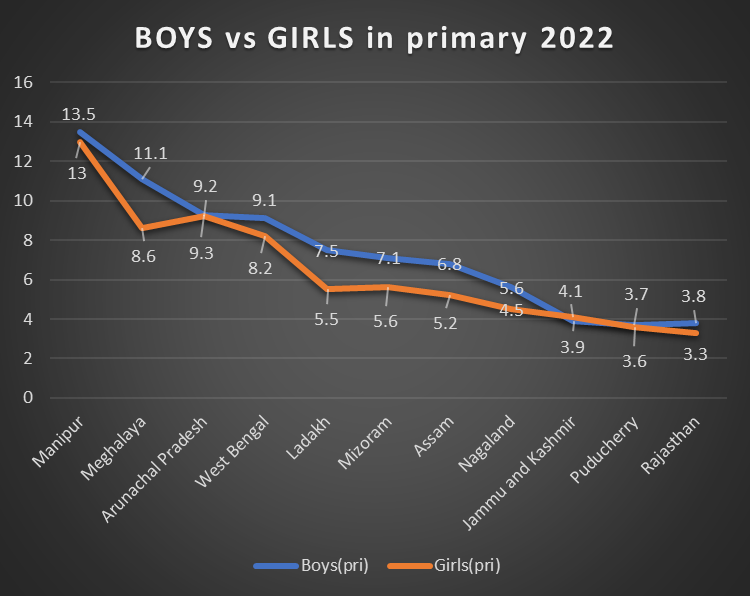 BOYS vs GIRLS in primary 2022
16
14
12
10
8
6
4
2
0
13.5
11.1
9.2
9.1
7.5
7.1
6.8
5.6
4.1
3.7
3.8
13
8.6
9.3
8.2
5.5
5.6
5.2
4.5
3.9
3.6
3.3
Manipur
Meghalaya
Arunachal Pradesh
West Bengal
Ladakh
Mizoram
Assam
Nagaland
Jammu and Kashmir
Puducherry
Rajasthan
Boys(pri) Girls(pri)